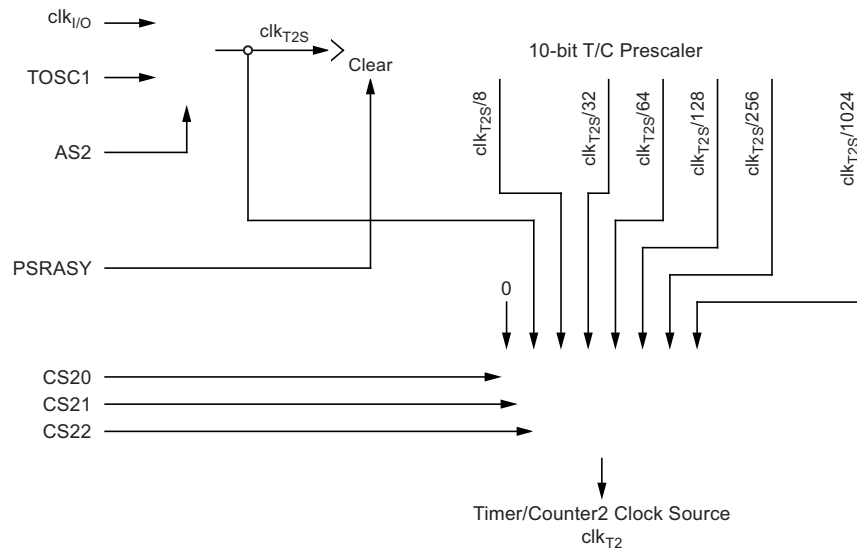 clkI/O
clkT2S
TOSC1
Clear
10-bit T/C Prescaler
AS2
clkT2S/8
clkT2S/32
clkT2S/64
clkT2S/128
clkT2S/256
clkT2S/1024
PSRASY
0
CS20
CS21
CS22
Timer/Counter2 Clock Source
clkT2